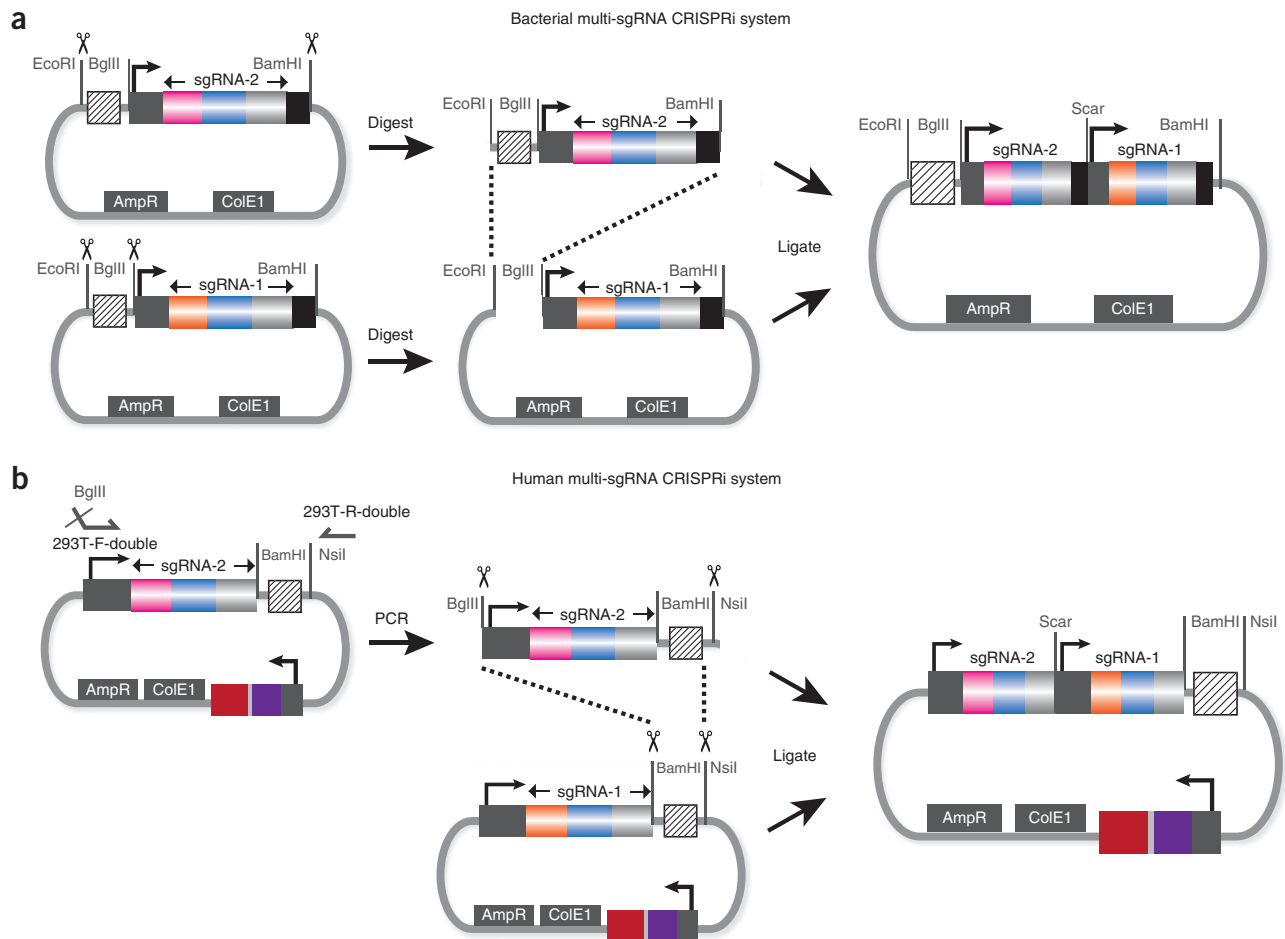 a
Bacterial multi-sgRNA CRISPRi system
EcoRI BglII BamHI
sgRNA-2
AmpR ColE1
Digest
EcoRI BglII BamHI
sgRNA-2
EcoRI BglII BamHI
sgRNA-1
AmpR ColE1
Digest
EcoRI BglII BamHI
sgRNA-1
AmpR ColE1
Ligate
EcoRI BglII Scar BamHI
sgRNA-2 sgRNA-1
AmpR ColE1
b
Human multi-sgRNA CRISPRi system
BglII
293T-F-double
293T-R-double
sgRNA-2
BamHI NsiI
AmpR ColE1
PCR
BglII BamHI NsiI
sgRNA-2
BamHI NsiI
sgRNA-1
AmpR ColE1
Ligate
Scar BamHI NsiI
sgRNA-2 sgRNA-1
AmpR ColE1